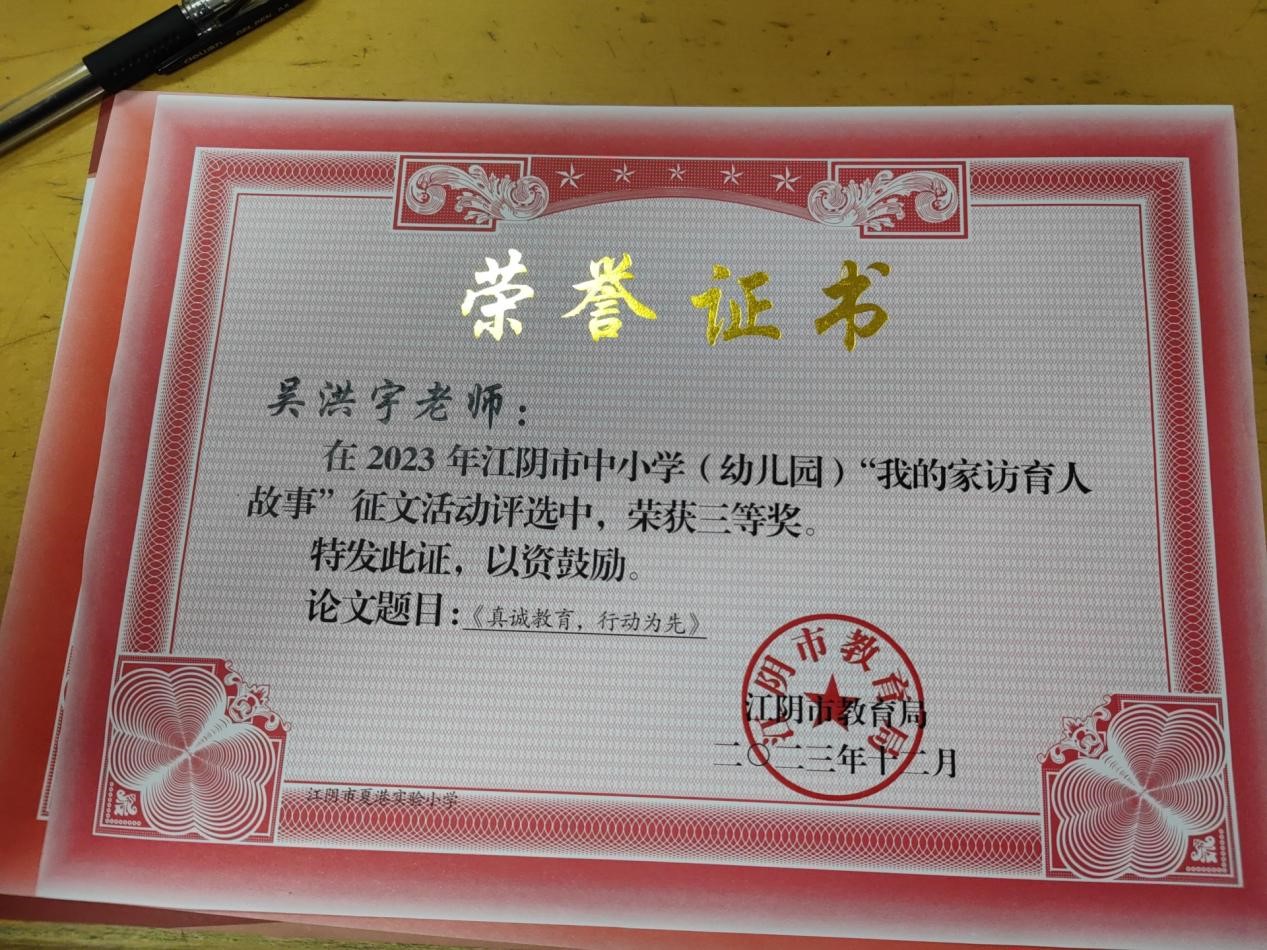 荣誉证书
吴洪宇老师：
在 2023 年江阴市中小学（幼儿园）“我的家访育人
故事”征文活动评选中，荣获三等奖。
特发此证，以资鼓励。
论文题目：《真诚教育，行动为先》
江阴市教育局
江阴市教育局
二〇二三年十二月
江阴市夏港实验小学